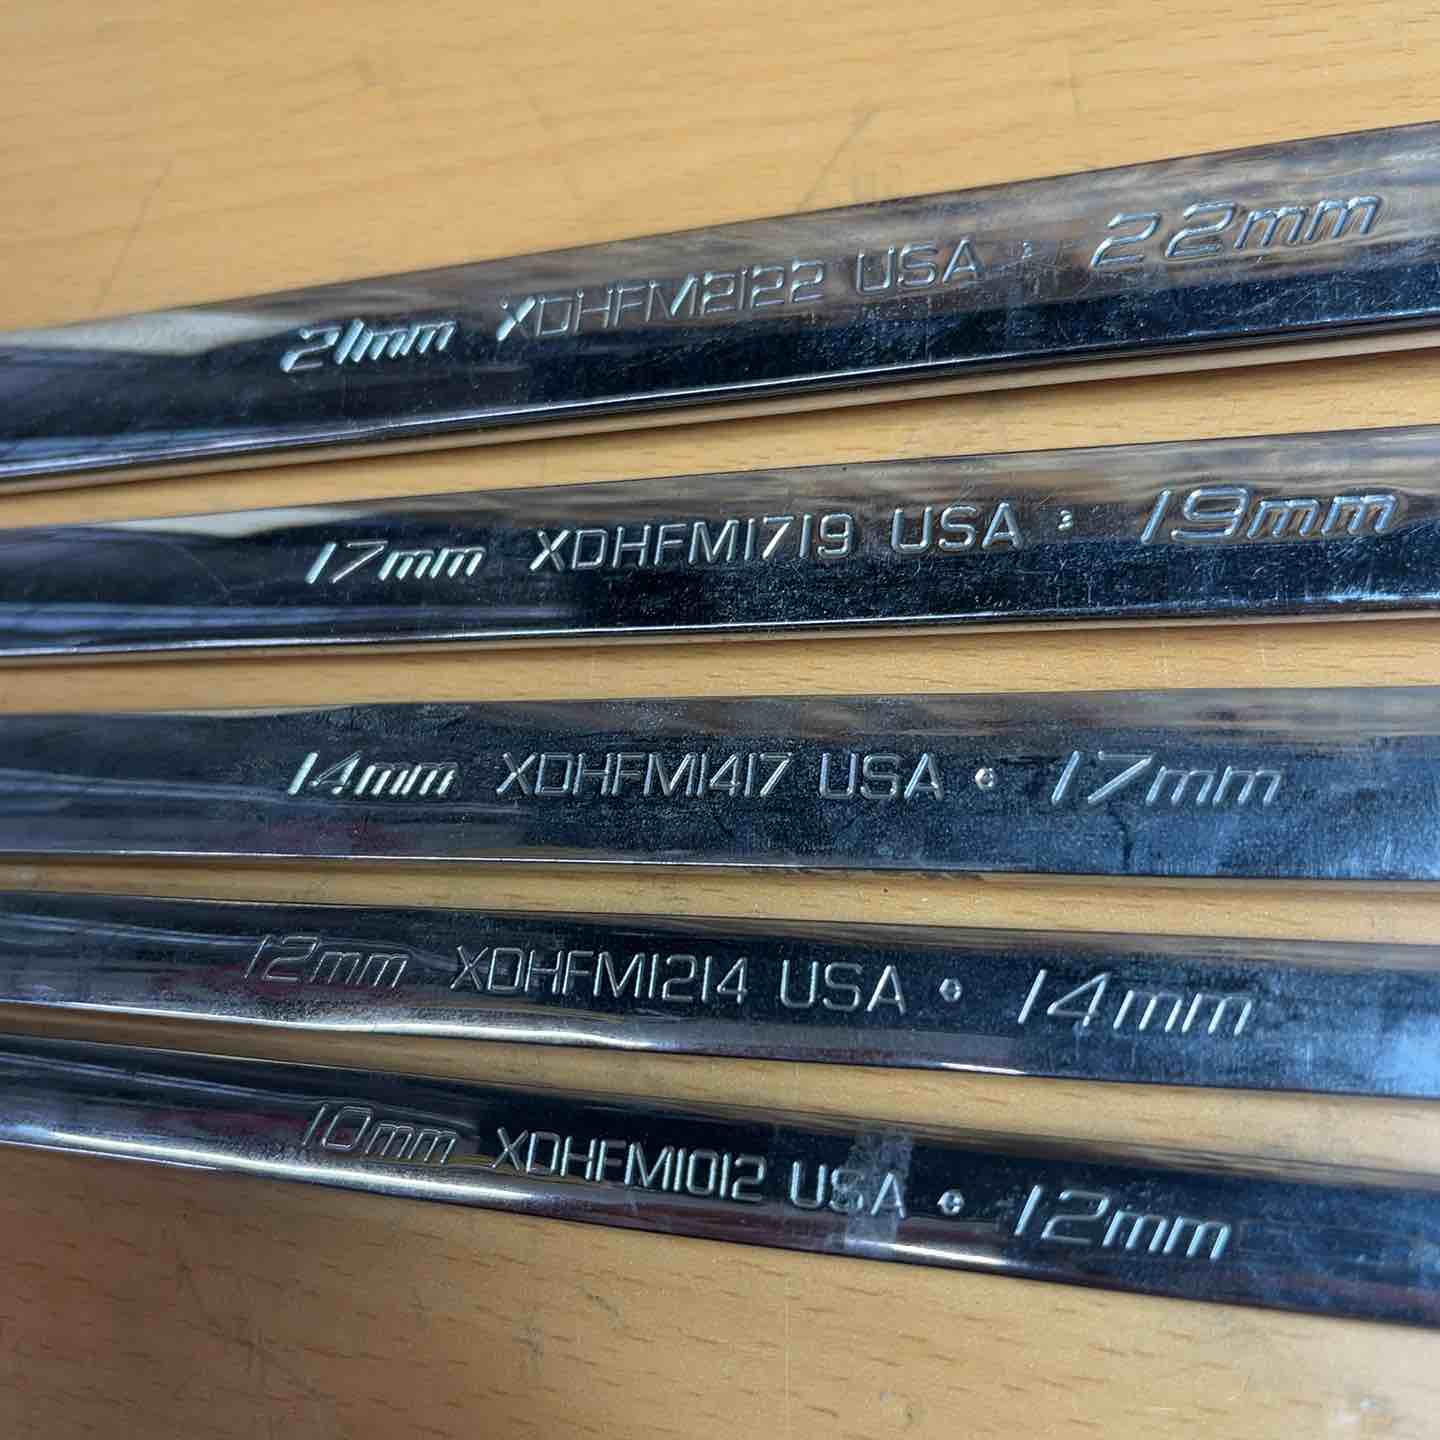 21mm XDHFM2122 USA 22mm
17mm XDHFM1719 USA 19mm
14mm XDHFM1417 USA 17mm
12mm XDHFM1214 USA 14mm
10mm XDHFM1012 USA 12mm